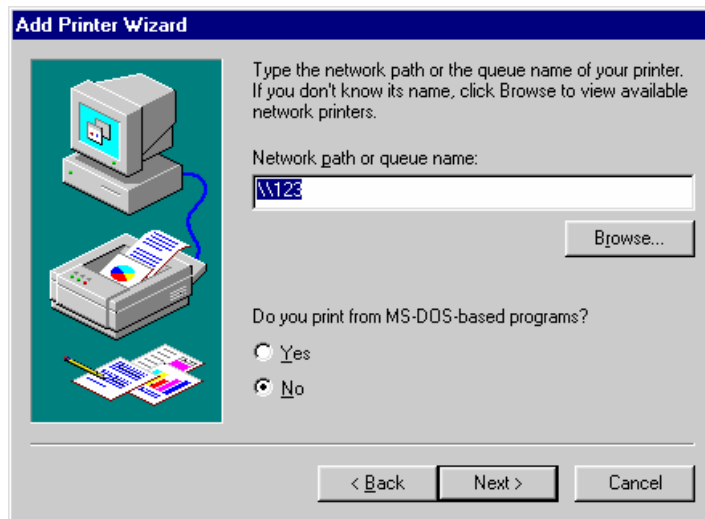 Add Printer Wizard
Type the network path or the queue name of your printer.
If you don't know its name, click Browse to view available
network printers.
Network path or queue name:
\\123
Browse...
Do you print from MS-DOS-based programs?
Yes
No
< Back
Next >
Cancel